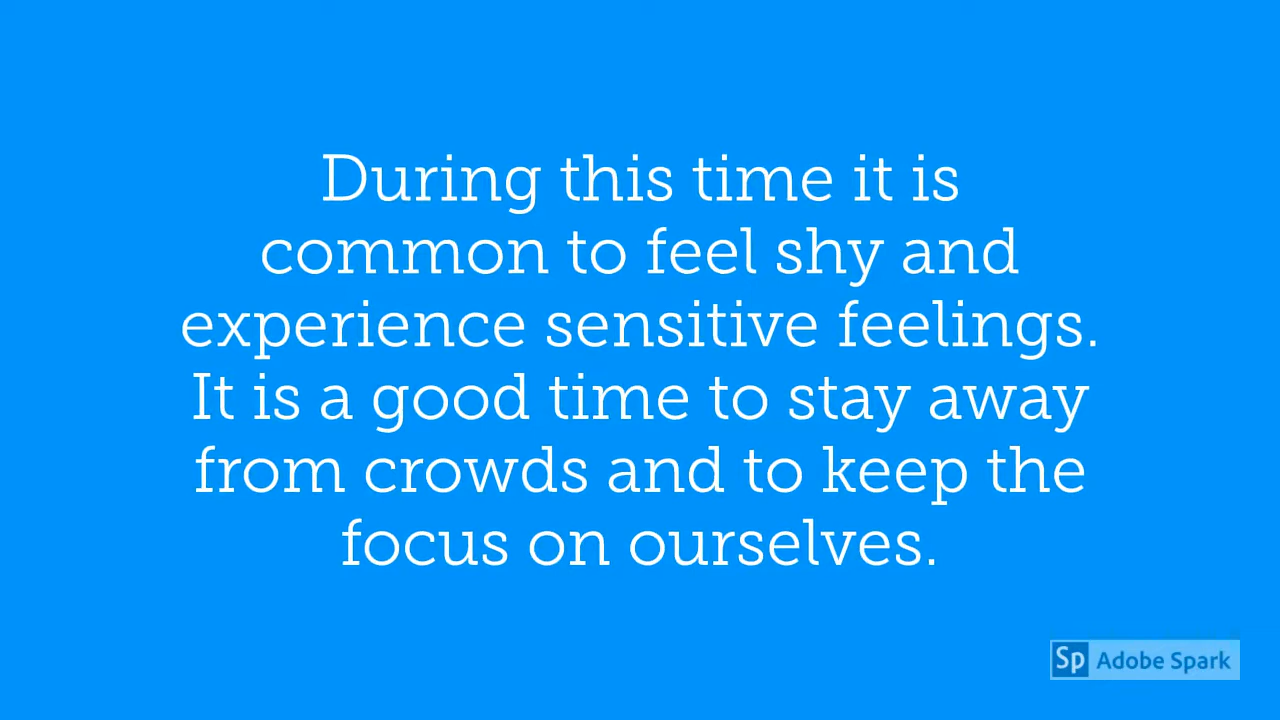 During this time it is
common to feel shy and
experience sensitive feelings.
It is a good time to stay away
from crowds and to keep the
focus on ourselves.
Sp Adobe Spark